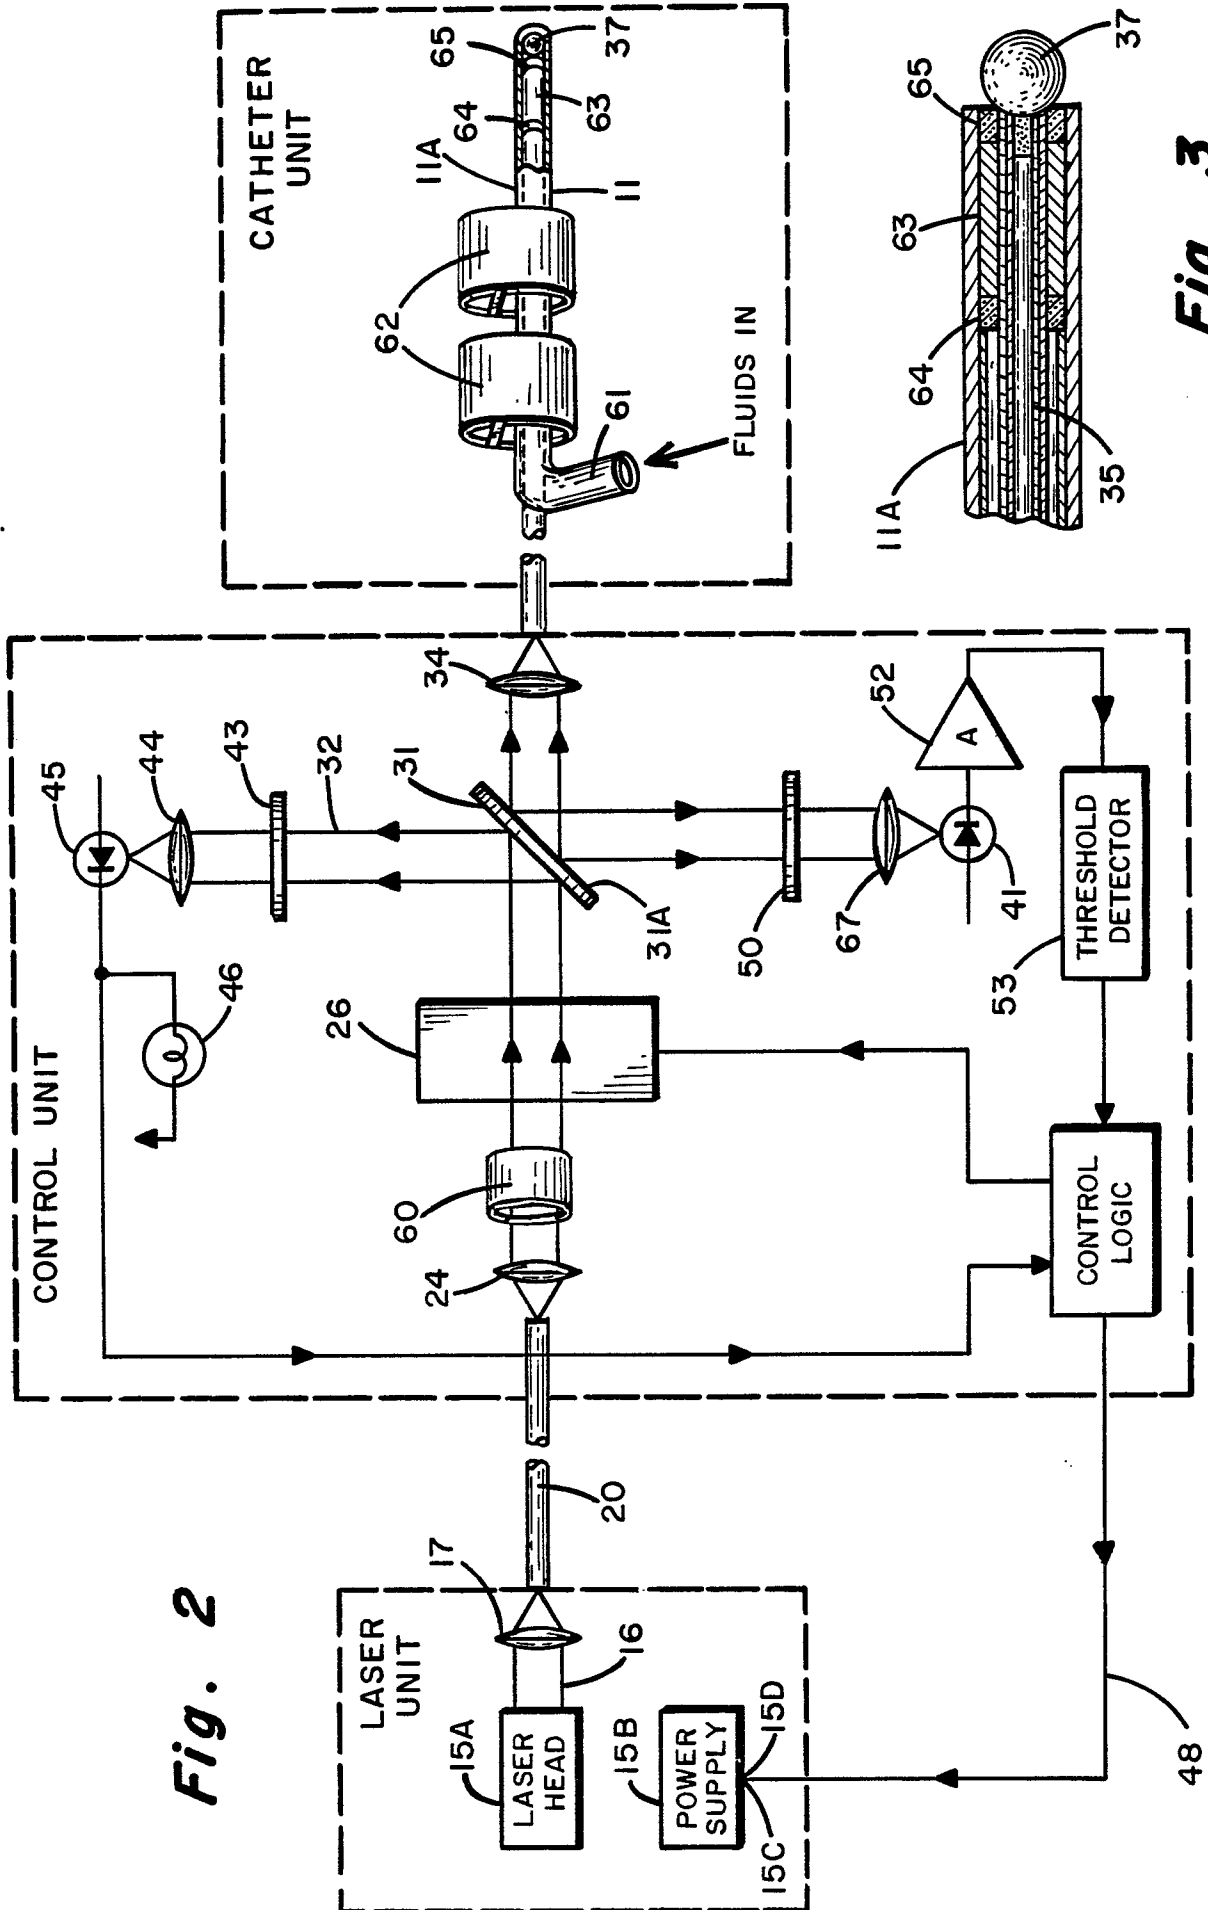 Fig. 2
LASER
UNIT
15A
LASER
HEAD
17
16
15B
POWER
SUPPLY
15C
15D
20
48
CONTROL UNIT
24
60
26
46
45
44
43
32
31
31A
34
50
67
41
52
A
53
THRESHOLD
DETECTOR
CONTROL
LOGIC
CATHETER
UNIT
62
61
FLUIDS IN
11A
11
64
63
65
37
Fig. 3
11A
64
63
65
35
37